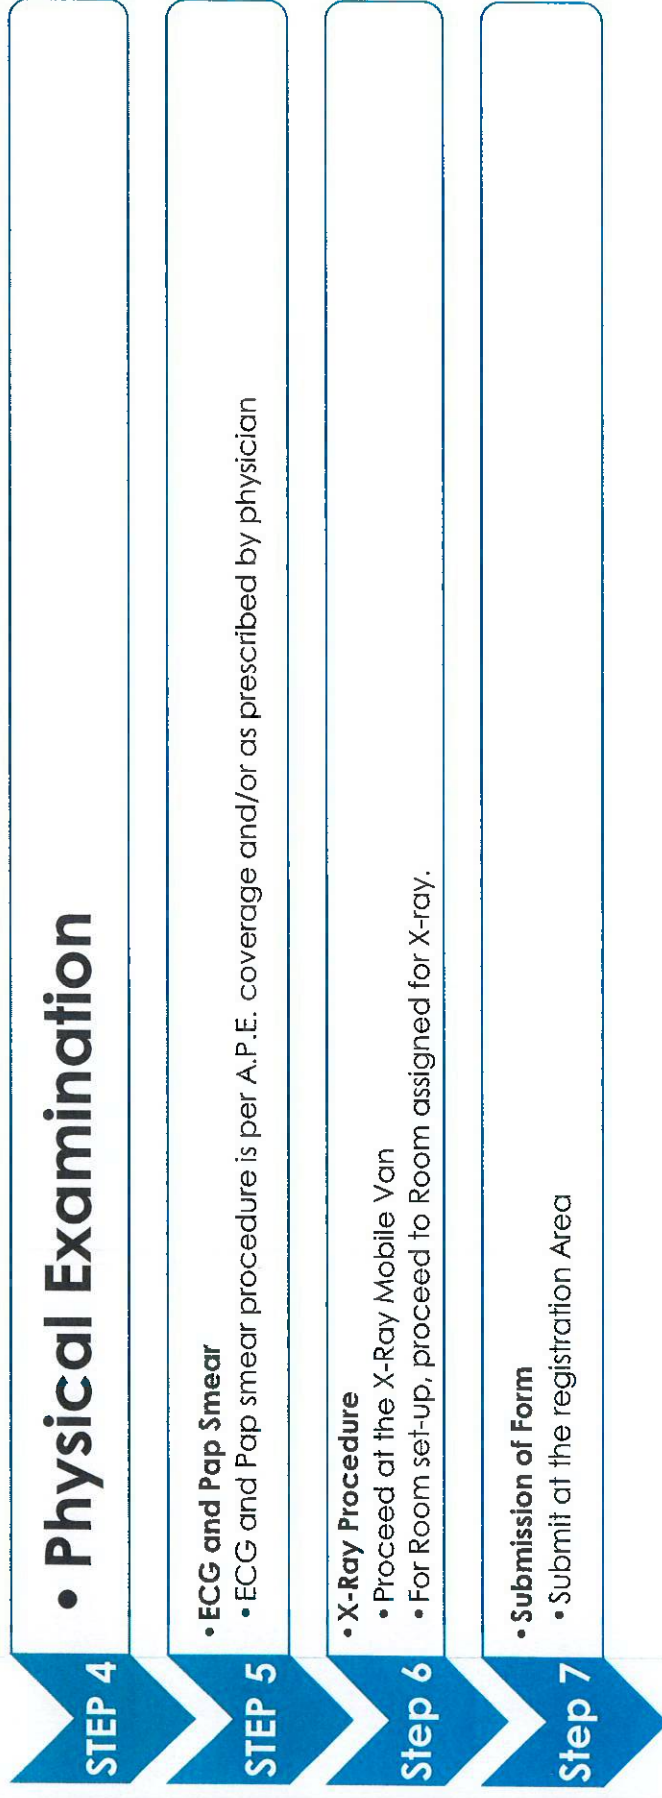 STEP 4
• Physical Examination
STEP 5
• ECG and Pap Smear
• ECG and Pap smear procedure is per A.P.E. coverage and/or as prescribed by physician
Step 6
• X-Ray Procedure
• Proceed at the X-Ray Mobile Van
• For Room set-up, proceed to Room assigned for X-ray.
Step 7
• Submission of Form
• Submit at the registration Area